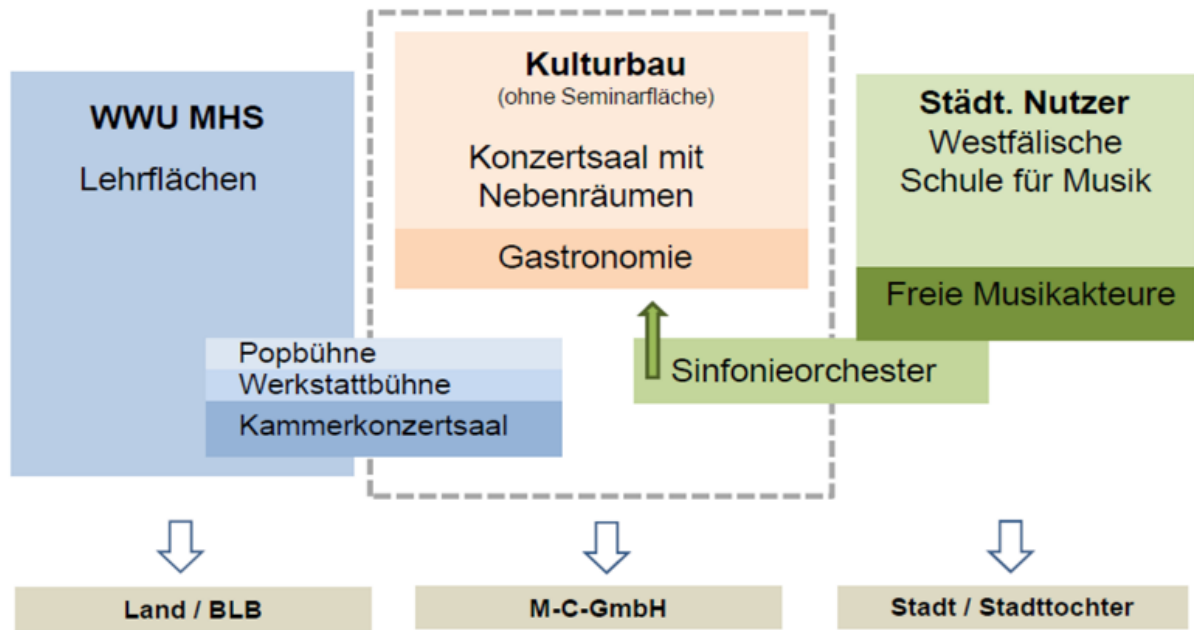 WWU MHS
Lehrflächen
Popbühne
Werkstattbühne
Kammerkonzertsaal
Kulturbau
(ohne Seminarfläche)
Konzertsaal mit
Nebenräumen
Gastronomie
Städt. Nutzer
Westfälische
Schule für Musik
Freie Musikakteure
Sinfonieorchester
Land / BLB
M-C-GmbH
Stadt / Stadttochter